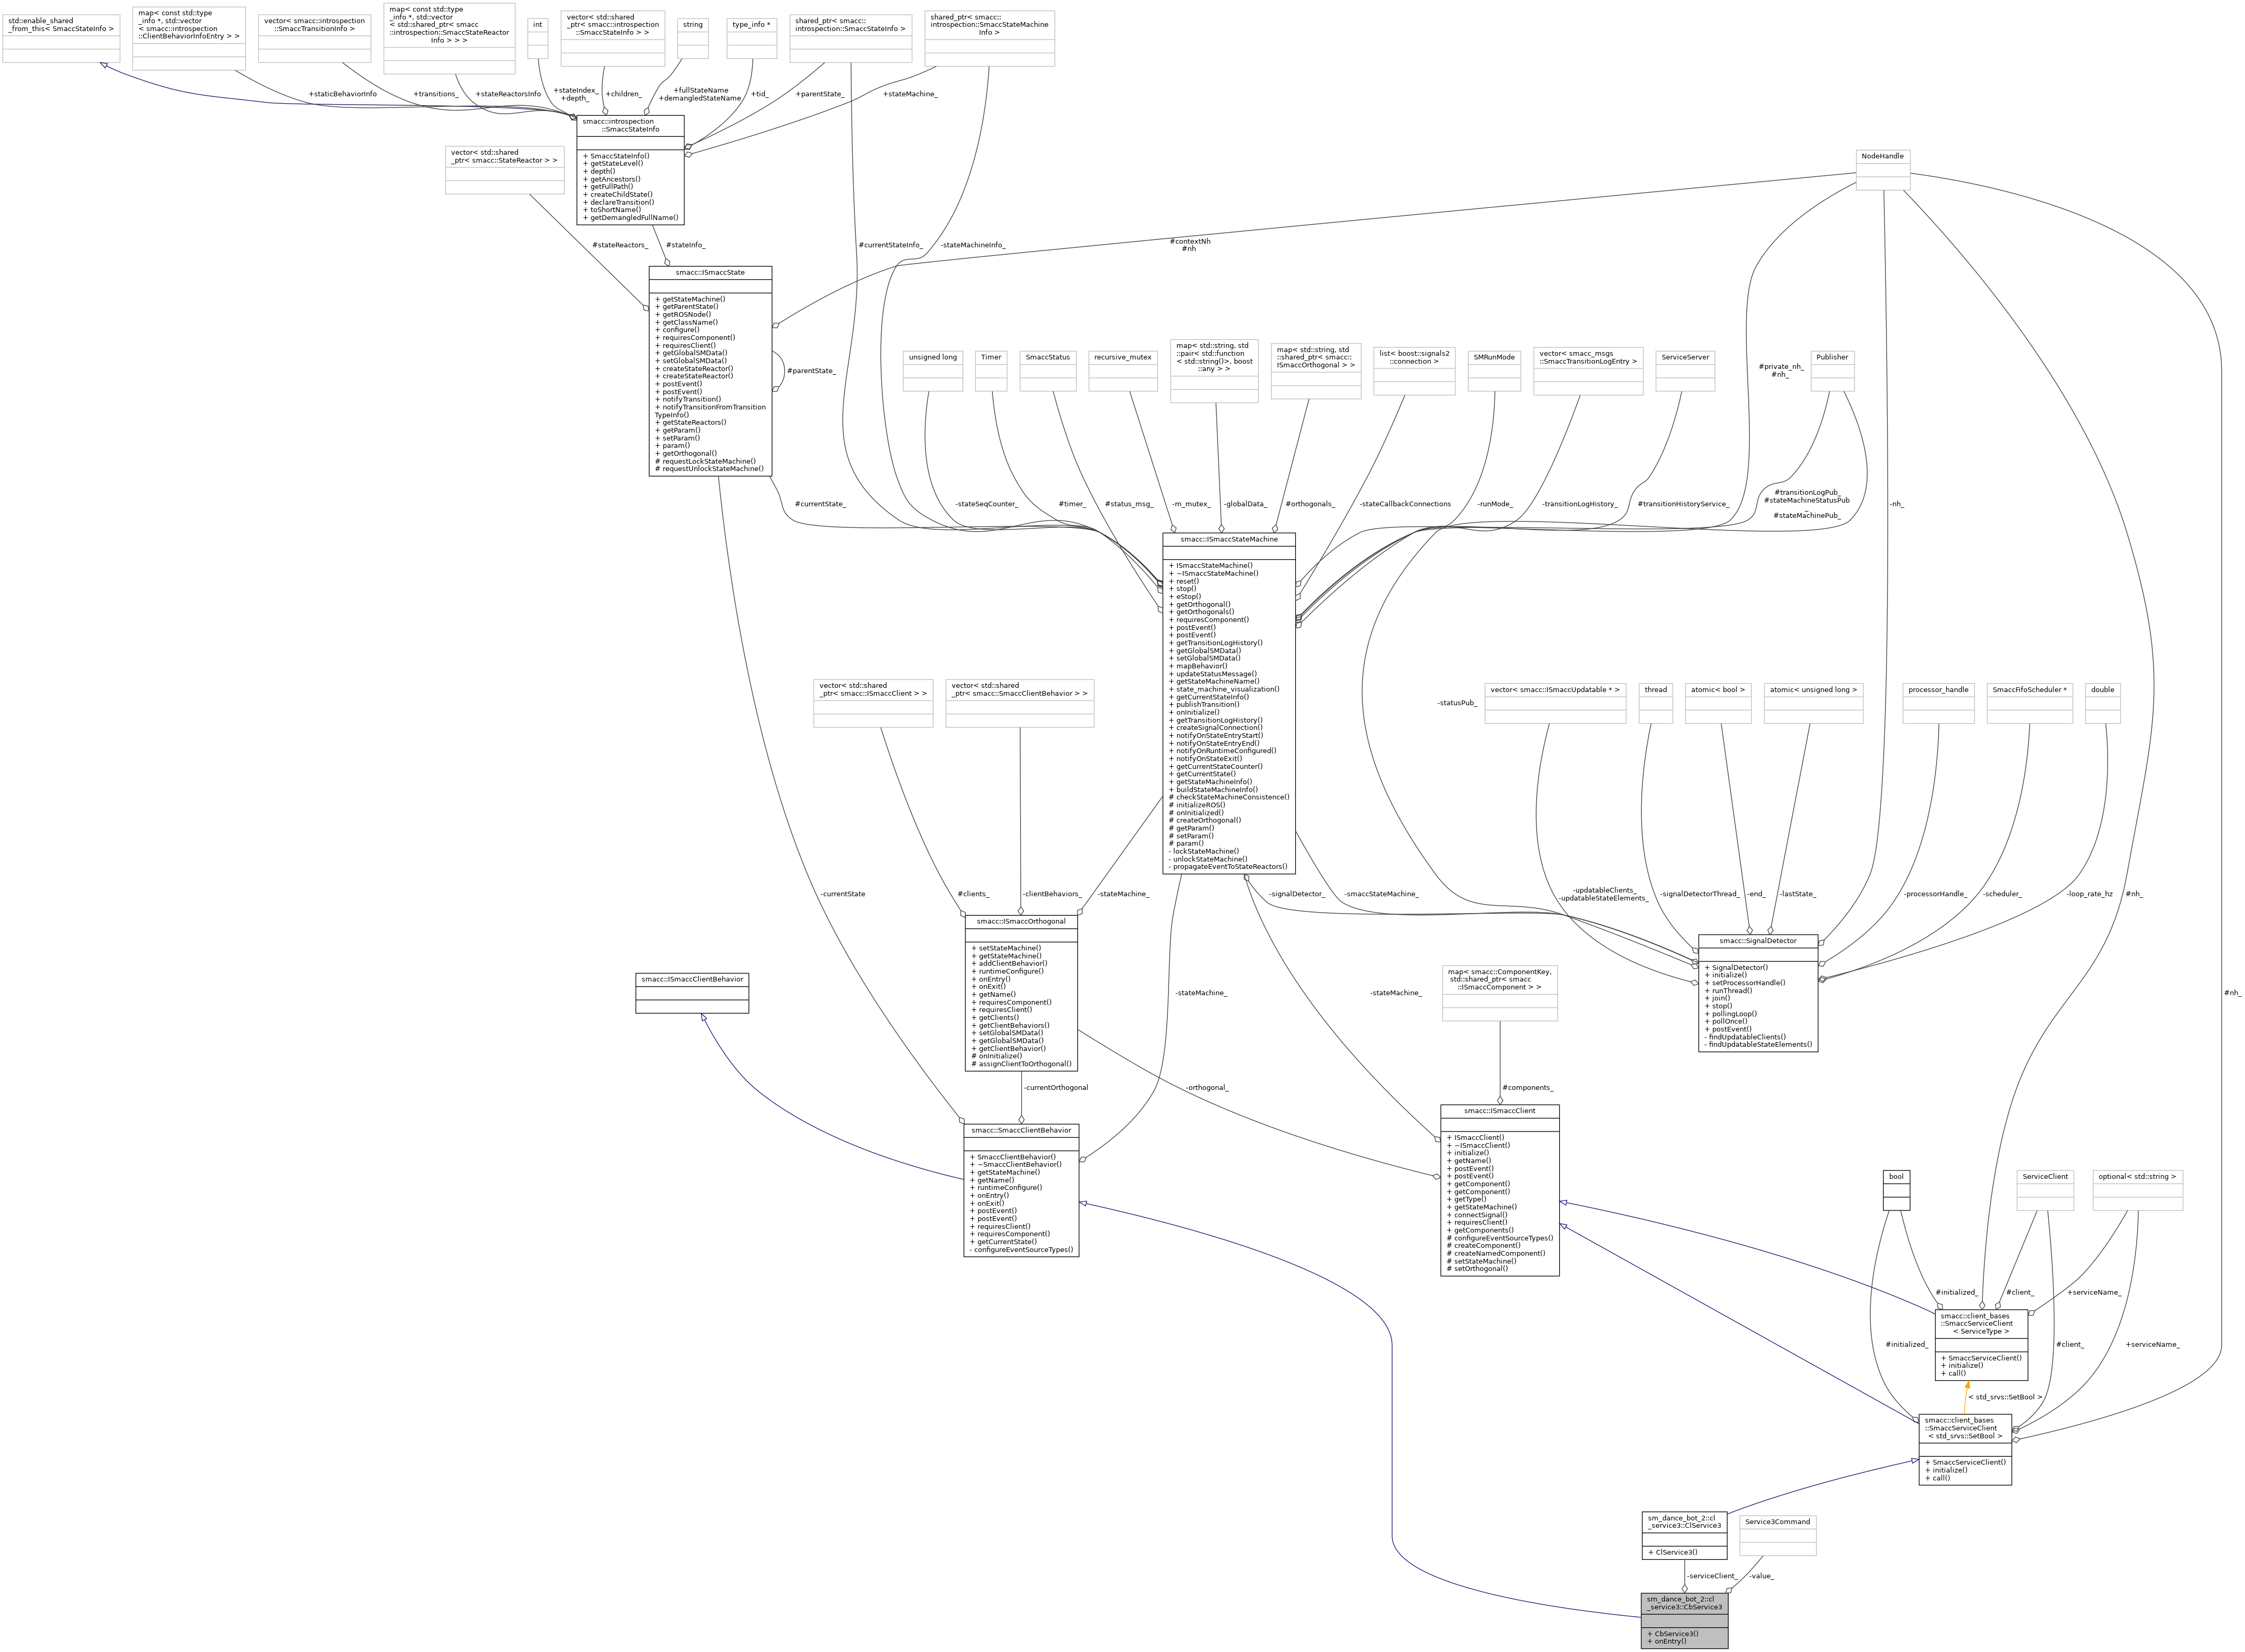 std::enable_shared
_from_this< SmaccStateInfo >
map< const std::type
_info *, std::vector
< smacc::introspection
::ClientBehaviorInfoEntry > >
vector< smacc::introspection
::SmaccTransitionInfo >
map< const std::type
_info *, std::vector
< std::shared_ptr< smacc
::introspection::SmaccStateReactor
Info > > >
int
vector< std::shared
_ptr< smacc::introspection
::SmaccStateInfo > >
string
type_info *
shared_ptr< smacc::
introspection::SmaccStateInfo >
shared_ptr< smacc::
introspection::SmaccStateMachine
Info >
+staticBehaviorInfo
+transitions_
+stateReactorsInfo
+stateIndex_
+depth_
+children_
+fullStateName
+demangledStateName
+tid_
+parentState_
+stateMachine_
smacc::introspection
::SmaccStateInfo
+ SmaccStateInfo()
+ getStateLevel()
+ depth()
+ getAncestors()
+ getFullPath()
+ createChildState()
+ declareTransition()
+ toShortName()
+ getDemangledFullName()
vector< std::shared
_ptr< smacc::StateReactor > >
NodeHandle
#stateReactors_
#stateInfo_
#currentStateInfo_
-stateMachineInfo_
#contextNh
#nh
smacc::ISmaccState
+ getStateMachine()
+ getParentState()
+ getROSNode()
+ getClassName()
+ configure()
+ requiresComponent()
+ requiresClient()
+ getGlobalSMData()
+ setGlobalSMData()
+ createStateReactor()
+ createStateReactor()
+ postEvent()
+ postEvent()
+ notifyTransition()
+ notifyTransitionFromTransition
TypeInfo()
+ getStateReactors()
+ getParam()
+ setParam()
+ param()
+ getOrthogonal()
# requestLockStateMachine()
# requestUnlockStateMachine()
#parentState_
unsigned long
Timer
SmaccStatus
recursive_mutex
map< std::string, std
::pair< std::function
< std::string()>, boost
::any > >
map< std::string, std
::shared_ptr< smacc::
ISmaccOrthogonal > >
list< boost::signals2
::connection >
SMRunMode
vector< smacc_msgs
::SmaccTransitionLogEntry >
ServiceServer
Publisher
#private_nh_
#nh_
#currentState_
-stateSeqCounter_
#timer_
#status_msg_
-m_mutex_
-globalData_
#orthogonals_
-stateCallbackConnections
-runMode_
-transitionLogHistory_
#transitionHistoryService_
#transitionLogPub_
#stateMachineStatusPub
_
#stateMachinePub_
-nh_
smacc::ISmaccStateMachine
+ ISmaccStateMachine()
+ ~ISmaccStateMachine()
+ reset()
+ stop()
+ eStop()
+ getOrthogonal()
+ getOrthogonals()
+ requiresComponent()
+ postEvent()
+ postEvent()
+ getTransitionLogHistory()
+ getGlobalSMData()
+ setGlobalSMData()
+ mapBehavior()
+ updateStatusMessage()
+ getStateMachineName()
+ state_machine_visualization()
+ getCurrentStateInfo()
+ publishTransition()
+ onInitialize()
+ getTransitionLogHistory()
+ createSignalConnection()
+ notifyOnStateEntryStart()
+ notifyOnStateEntryEnd()
+ notifyOnRuntimeConfigured()
+ notifyOnStateExit()
+ getCurrentStateCounter()
+ getCurrentState()
+ getStateMachineInfo()
+ buildStateMachineInfo()
# checkStateMachineConsistence()
# initializeROS()
# onInitialized()
# createOrthogonal()
# getParam()
# setParam()
# param()
- lockStateMachine()
- unlockStateMachine()
- propagateEventToStateReactors()
vector< std::shared
_ptr< smacc::ISmaccClient > >
vector< std::shared
_ptr< smacc::SmaccClientBehavior > >
-statusPub_
vector< smacc::ISmaccUpdatable * >
thread
atomic< bool >
atomic< unsigned long >
processor_handle
SmaccFifoScheduler *
double
-currentState
#clients_
-clientBehaviors_
-stateMachine_
-signalDetector_
-smaccStateMachine_
-updatableClients_
-updatableStateElements_
-signalDetectorThread_
-end_
-lastState_
-processorHandle_
-scheduler_
-loop_rate_hz
#nh_
smacc::ISmaccOrthogonal
+ setStateMachine()
+ getStateMachine()
+ addClientBehavior()
+ runtimeConfigure()
+ onEntry()
+ onExit()
+ getName()
+ requiresComponent()
+ requiresClient()
+ getClients()
+ getClientBehaviors()
+ setGlobalSMData()
+ getGlobalSMData()
+ getClientBehavior()
# onInitialize()
# assignClientToOrthogonal()
smacc::SignalDetector
+ SignalDetector()
+ initialize()
+ setProcessorHandle()
+ runThread()
+ join()
+ stop()
+ pollingLoop()
+ pollOnce()
+ postEvent()
- findUpdatableClients()
- findUpdatableStateElements()
smacc::ISmaccClientBehavior
-stateMachine_
-stateMachine_
map< smacc::ComponentKey,
std::shared_ptr< smacc
::ISmaccComponent > >
#nh_
-currentOrthogonal
-orthogonal_
#components_
smacc::SmaccClientBehavior
+ SmaccClientBehavior()
+ ~SmaccClientBehavior()
+ getStateMachine()
+ getName()
+ runtimeConfigure()
+ onEntry()
+ onExit()
+ postEvent()
+ postEvent()
+ requiresClient()
+ requiresComponent()
+ getCurrentState()
- configureEventSourceTypes()
smacc::ISmaccClient
+ ISmaccClient()
+ ~ISmaccClient()
+ initialize()
+ getName()
+ postEvent()
+ postEvent()
+ getComponent()
+ getComponent()
+ getType()
+ getStateMachine()
+ connectSignal()
+ requiresClient()
+ getComponents()
# configureEventSourceTypes()
# createComponent()
# createNamedComponent()
# setStateMachine()
# setOrthogonal()
bool
ServiceClient
optional< std::string >
#initialized_
#client_
+serviceName_
smacc::client_bases
::SmaccServiceClient
< ServiceType >
+ SmaccServiceClient()
+ initialize()
+ call()
#initialized_
#client_
+serviceName_
< std_srvs::SetBool >
smacc::client_bases
::SmaccServiceClient
< std_srvs::SetBool >
+ SmaccServiceClient()
+ initialize()
+ call()
sm_dance_bot_2::cl
_service3::ClService3
+ ClService3()
Service3Command
-serviceClient_
-value_
sm_dance_bot_2::cl
_service3::CbService3
+ CbService3()
+ onEntry()